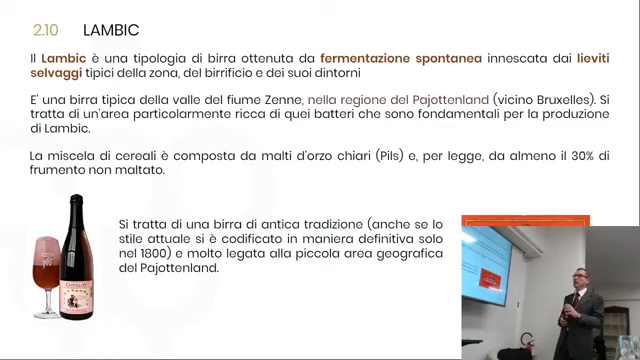 2.10 LAMBIC
Il Lambic è una tipologia di birra ottenuta da fermentazione spontanea innescata dai lieviti
selvaggi tipici della zona, del birrificio e dei suoi dintorni
E' una birra tipica della valle del fiume Zenne, nella regione del Pajottenland (vicino Bruxelles). Si
tratta di un'area particolarmente ricca di quei batteri che sono fondamentali per la produzione
di Lambic.
La miscela di cereali è composta da malti d'orzo chiari (Pils) e, per legge, da almeno il 30% di
frumento non maltato.
Si tratta di una birra di antica tradizione (anche se lo
stile attuale si è codificato in maniera definitiva solo
nel 1800) e molto legata alla piccola area geografica
del Pajottenland.